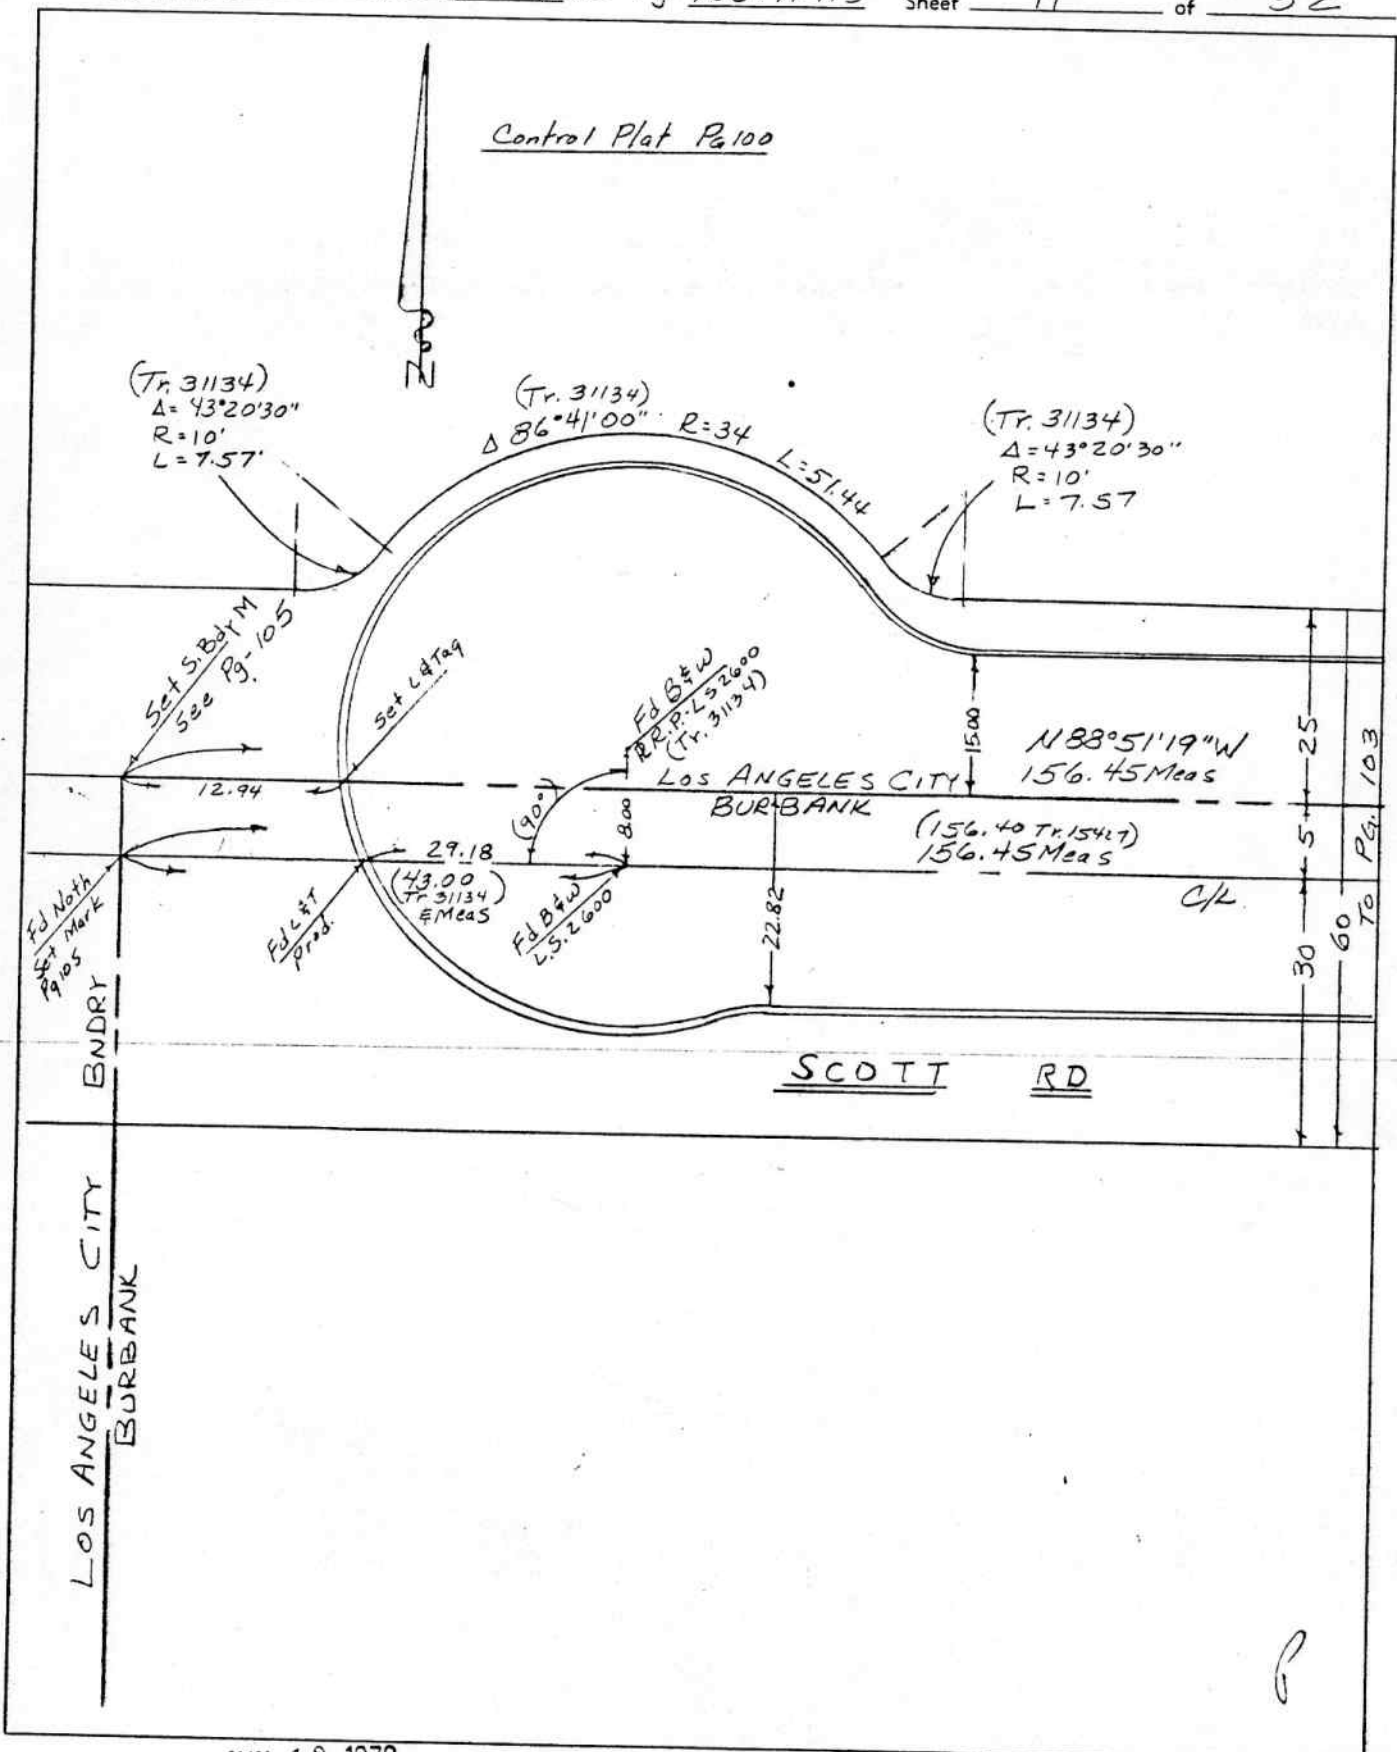 Sheet 11 of 32
Control Plat Pg 100
N
(Tr. 31134)
Δ= 43°20'30"
R=10'
L=7.57'
(Tr. 31134)
Δ 86°41'00" R=34
L=51.44
(Tr. 31134)
Δ=43°20'30"
R=10'
L=7.57
Set S. Bdry M
See Pg. 105
Set L&Tag
Fd B&W
R.P. LS 2600
(Tr. 31134)
15.00
N88°51'19"W
156.45 Meas
25
12.94
LOS ANGELES CITY
BURBANK
(90°)
8.00
(156.40 Tr. 15427)
156.45 Meas
5
TO PG. 103
29.18
(43.00
Tr 31134)
& Meas
C/L
Fd Noth
Set Mark
Pg 105
Fd L&T
Prod.
Fd B&W
L.S. 2600
22.82
30
60
BNDRY
SCOTT RD
LOS ANGELES CITY
BURBANK
1979